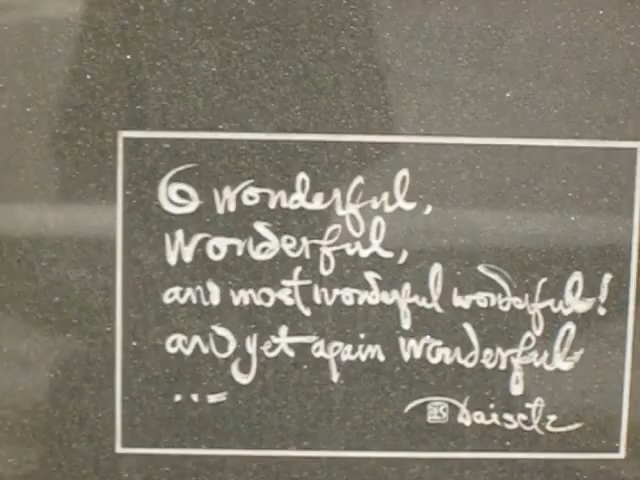 O wonderful,
wonderful,
and most wonderful wonderful!
and yet again wonderful
...
Daisetz